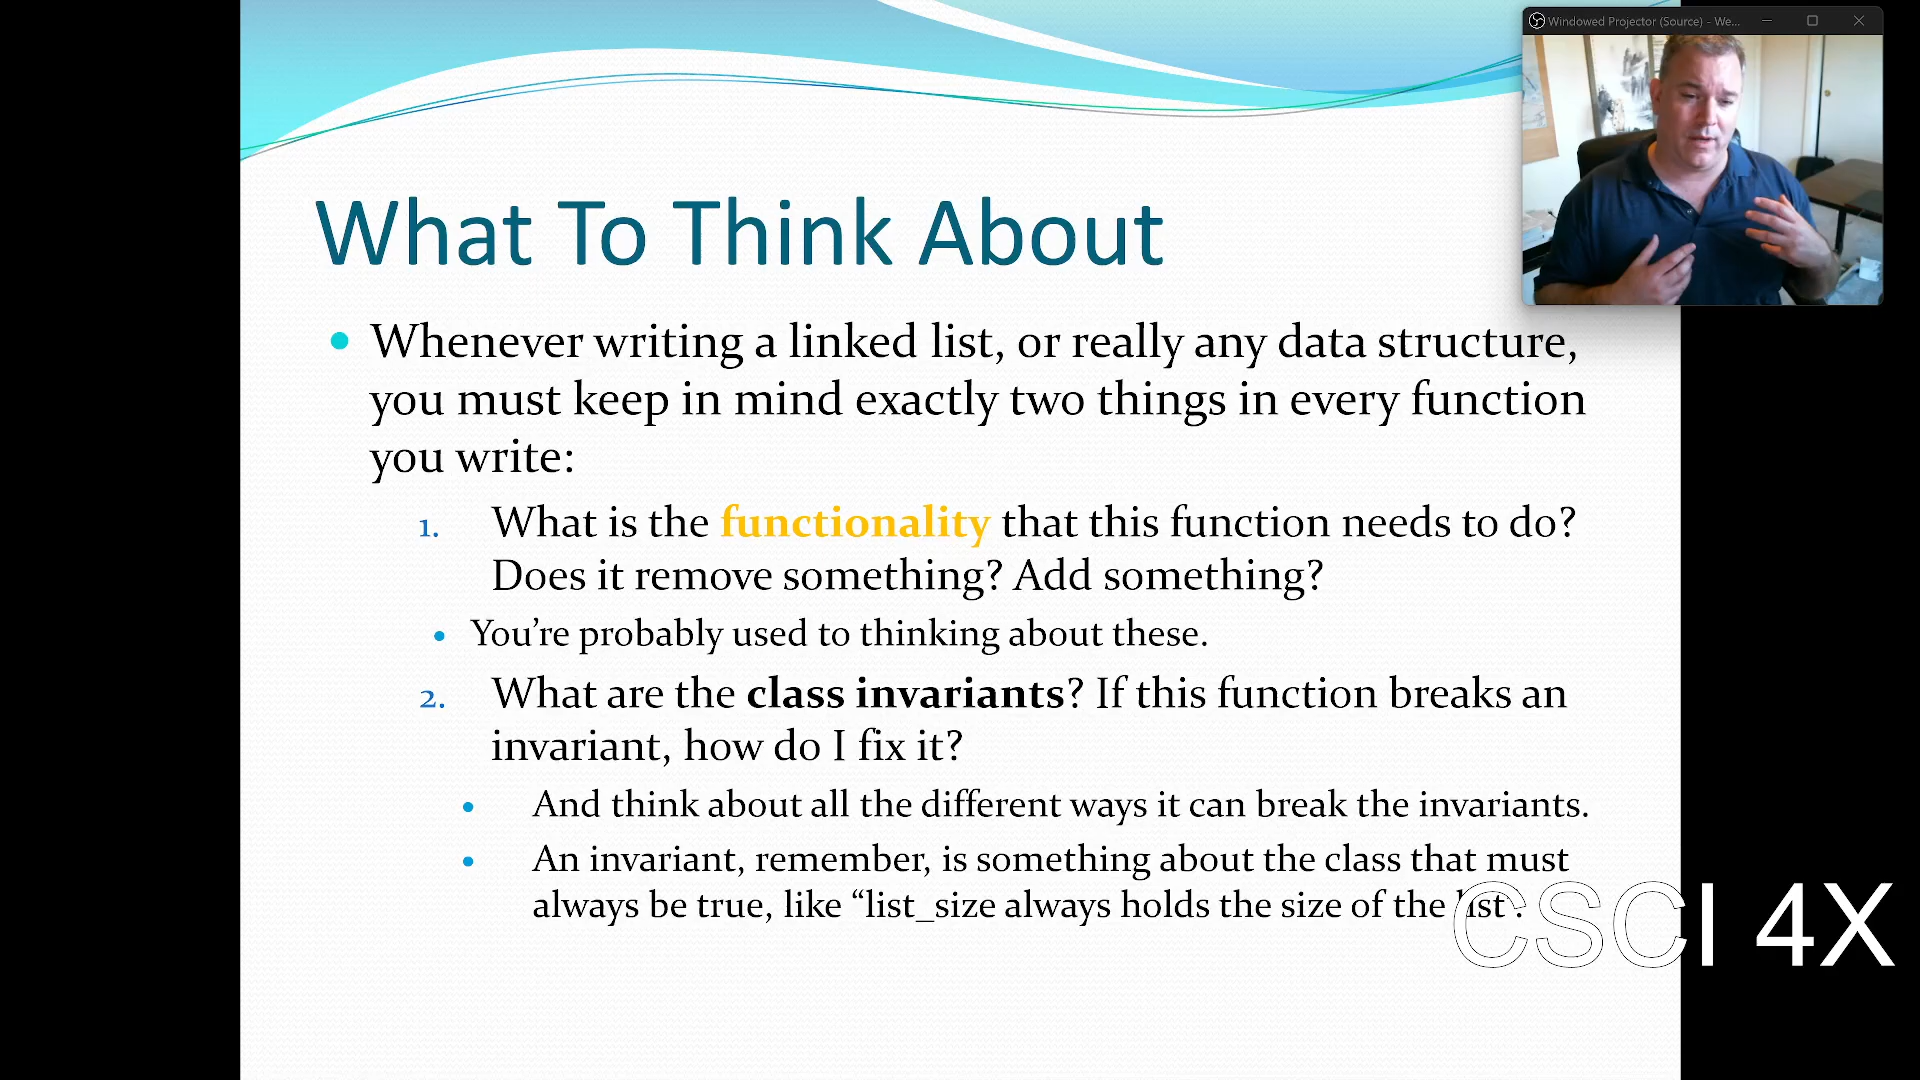 Windowed Projector (Source) - We...
What To Think About
Whenever writing a linked list, or really any data structure,
you must keep in mind exactly two things in every function
you write:
1. What is the functionality that this function needs to do?
Does it remove something? Add something?
You’re probably used to thinking about these.
2. What are the class invariants? If this function breaks an
invariant, how do I fix it?
And think about all the different ways it can break the invariants.
An invariant, remember, is something about the class that must
always be true, like “list_size always holds the size of the list”.
CSCI 4X